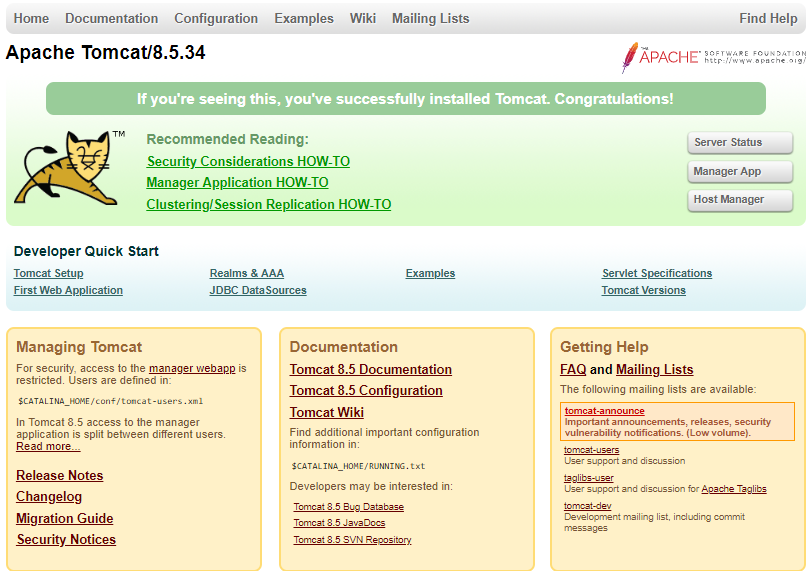 Home Documentation Configuration Examples Wiki Mailing Lists Find Help
Apache Tomcat/8.5.34
THE
APACHE™ SOFTWARE FOUNDATION
http://www.apache.org/
If you're seeing this, you've successfully installed Tomcat. Congratulations!
TM
Recommended Reading:
Security Considerations HOW-TO
Manager Application HOW-TO
Clustering/Session Replication HOW-TO
Server Status
Manager App
Host Manager
Developer Quick Start
Tomcat Setup
First Web Application
Realms & AAA
JDBC DataSources
Examples
Servlet Specifications
Tomcat Versions
Managing Tomcat
For security, access to the manager webapp is
restricted. Users are defined in:
$CATALINA_HOME/conf/tomcat-users.xml
In Tomcat 8.5 access to the manager
application is split between different users.
Read more...
Release Notes
Changelog
Migration Guide
Security Notices
Documentation
Tomcat 8.5 Documentation
Tomcat 8.5 Configuration
Tomcat Wiki
Find additional important configuration
information in:
$CATALINA_HOME/RUNNING.txt
Developers may be interested in:
Tomcat 8.5 Bug Database
Tomcat 8.5 JavaDocs
Tomcat 8.5 SVN Repository
Getting Help
FAQ and Mailing Lists
The following mailing lists are available:
tomcat-announce
Important announcements, releases, security
vulnerability notifications. (Low volume).
tomcat-users
User support and discussion
taglibs-user
User support and discussion for Apache Taglibs
tomcat-dev
Development mailing list, including commit
messages